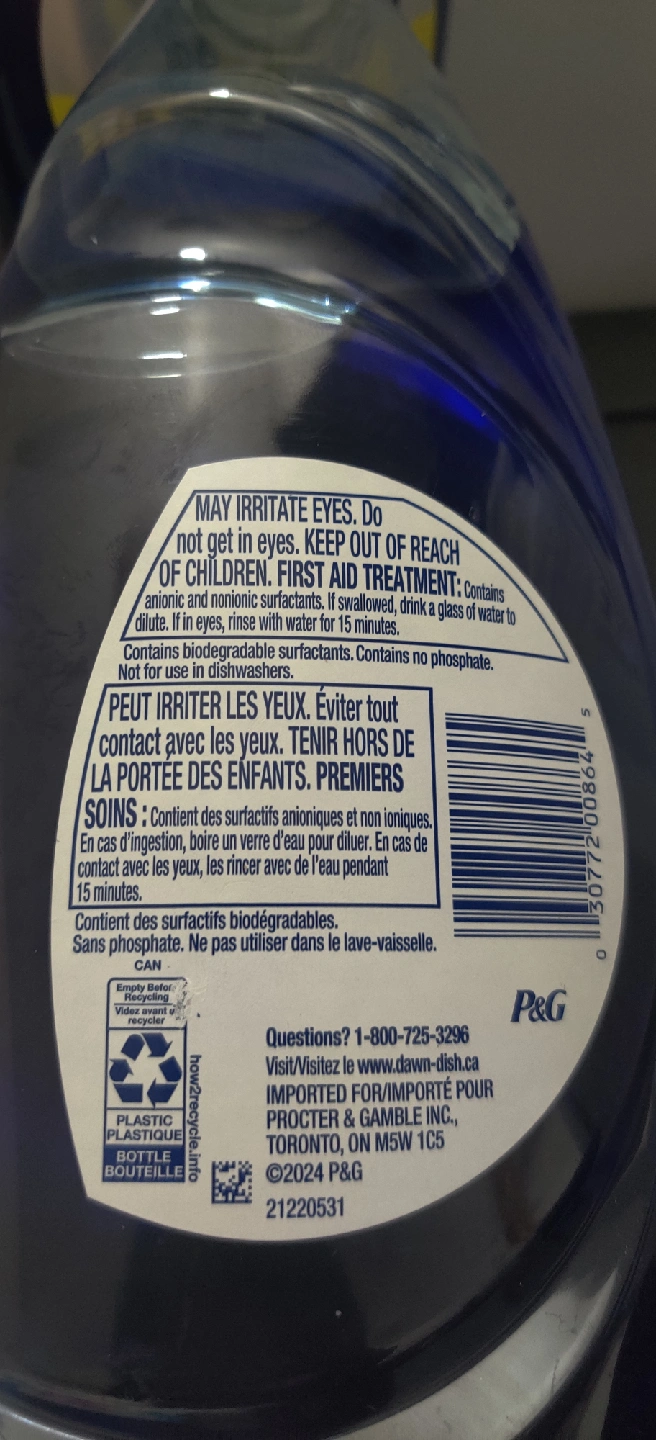 MAY IRRITATE EYES. Do
not get in eyes. KEEP OUT OF REACH
OF CHILDREN. FIRST AID TREATMENT: Contains
anionic and nonionic surfactants. If swallowed, drink a glass of water to
dilute. If in eyes, rinse with water for 15 minutes.
Contains biodegradable surfactants. Contains no phosphate.
Not for use in dishwashers.
PEUT IRRITER LES YEUX. Éviter tout
contact avec les yeux. TENIR HORS DE
LA PORTÉE DES ENFANTS. PREMIERS
SOINS : Contient des surfactifs anioniques et non ioniques.
En cas d'ingestion, boire un verre d'eau pour diluer. En cas de
contact avec les yeux, les rincer avec de l'eau pendant
15 minutes.
Contient des surfactifs biodégradables.
Sans phosphate. Ne pas utiliser dans le lave-vaisselle.
0 30772 00864 5
CAN
Empty Before
Recycling
Videz avant de
recycler
PLASTIC
PLASTIQUE
BOTTLE
BOUTEILLE
how2recycle.info
P&G
Questions? 1-800-725-3296
Visit/Visitez le www.dawn-dish.ca
IMPORTED FOR/IMPORTÉ POUR
PROCTER & GAMBLE INC.,
TORONTO, ON M5W 1C5
©2024 P&G
21220531